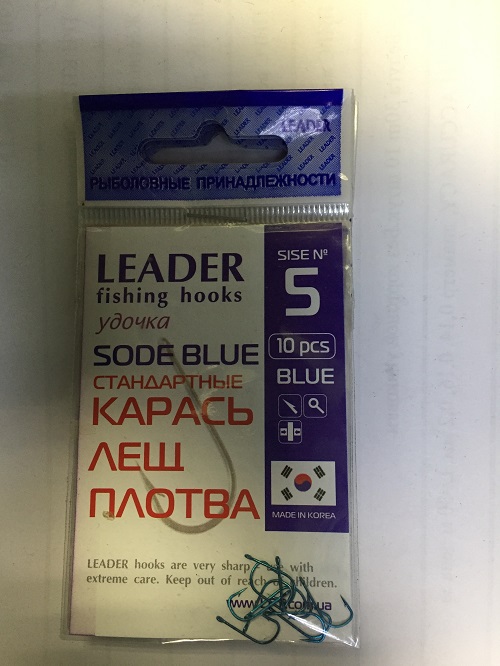 LEADER
РЫБОЛОВНЫЕ ПРИНАДЛЕЖНОСТИ
LEADER
fishing hooks
удочка
SODE BLUE
СТАНДАРТНЫЕ
КАРАСЬ
ЛЕЩ
ПЛОТВА
SISE №
5
10 pcs
BLUE
MADE IN KOREA
LEADER hooks are very sharp with
extreme care. Keep out of reach children.